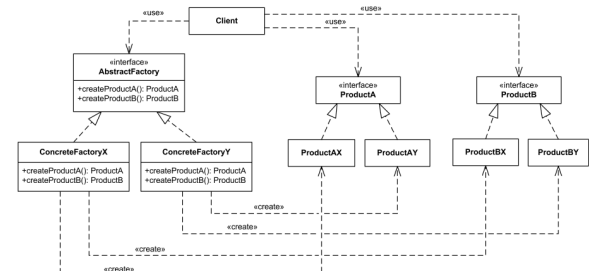 Client
«use»
«use»
«use»
«interface»
AbstractFactory
+createProductA(): ProductA
+createProductB(): ProductB
«interface»
ProductA
«interface»
ProductB
ConcreteFactoryX
+createProductA(): ProductA
+createProductB(): ProductB
ConcreteFactoryY
+createProductA(): ProductA
+createProductB(): ProductB
ProductAX
ProductAY
ProductBX
ProductBY
«create»
«create»
«create»
«create»